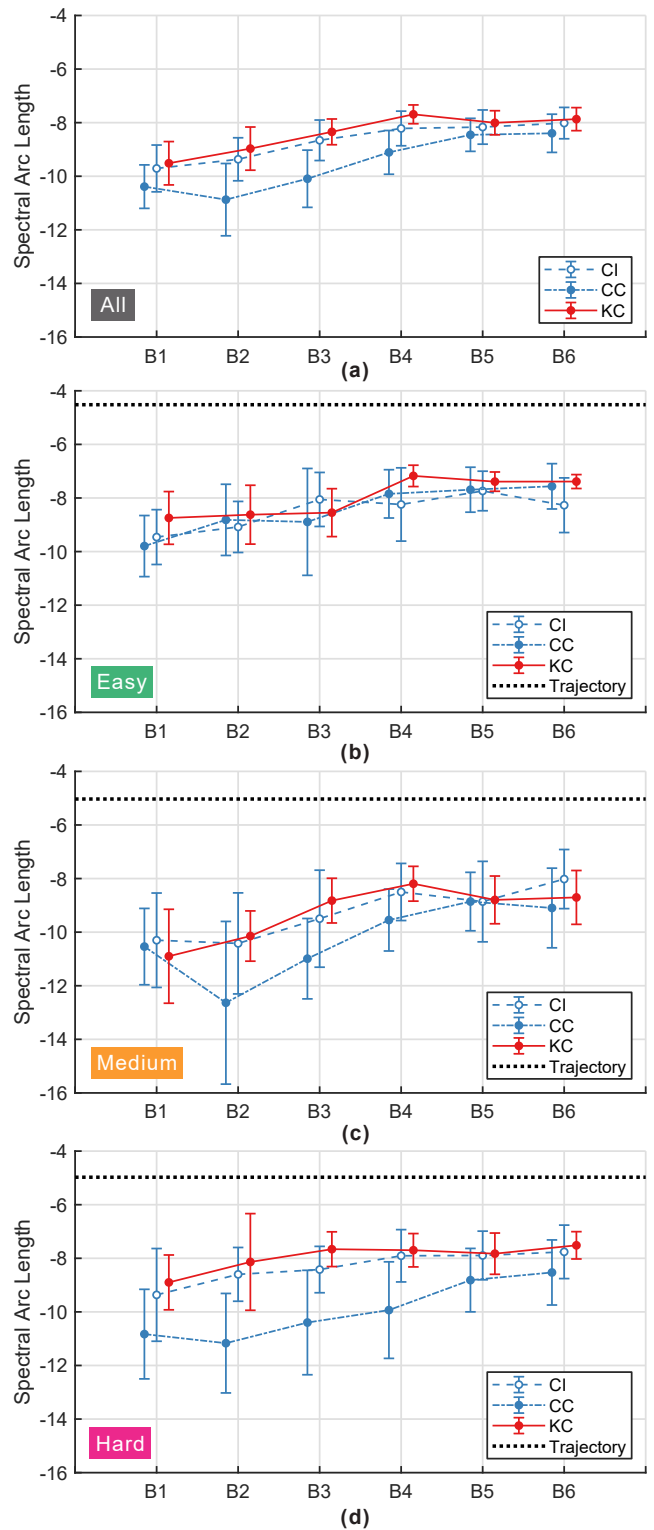 -4
-6
-8
-10
-12
-14
-16
Spectral Arc Length
CI
CC
KC
All
B1 B2 B3 B4 B5 B6
(a)
-4
-6
-8
-10
-12
-14
-16
Spectral Arc Length
CI
CC
KC
Trajectory
Easy
B1 B2 B3 B4 B5 B6
(b)
-4
-6
-8
-10
-12
-14
-16
Spectral Arc Length
CI
CC
KC
Trajectory
Medium
B1 B2 B3 B4 B5 B6
(c)
-4
-6
-8
-10
-12
-14
-16
Spectral Arc Length
CI
CC
KC
Trajectory
Hard
B1 B2 B3 B4 B5 B6
(d)